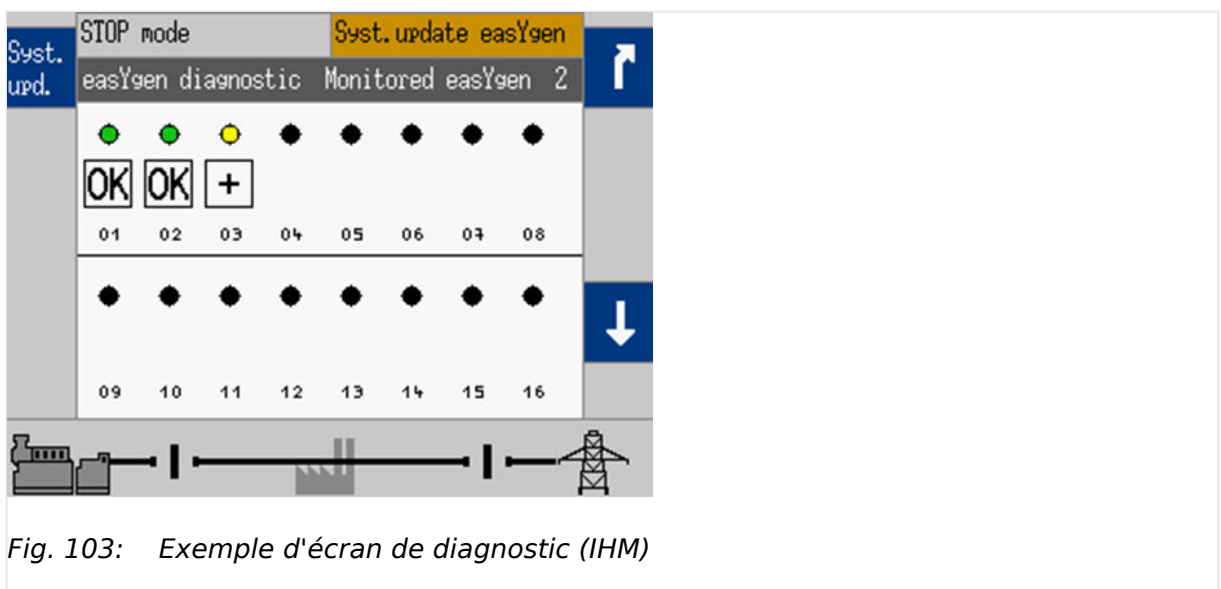 STOP mode Syst. update easYgen
Syst.
upd.
easYgen diagnostic Monitored easYgen 2
OK OK +
01 02 03 04 05 06 07 08
09 10 11 12 13 14 15 16
Fig. 103: Exemple d'écran de diagnostic (IHM)